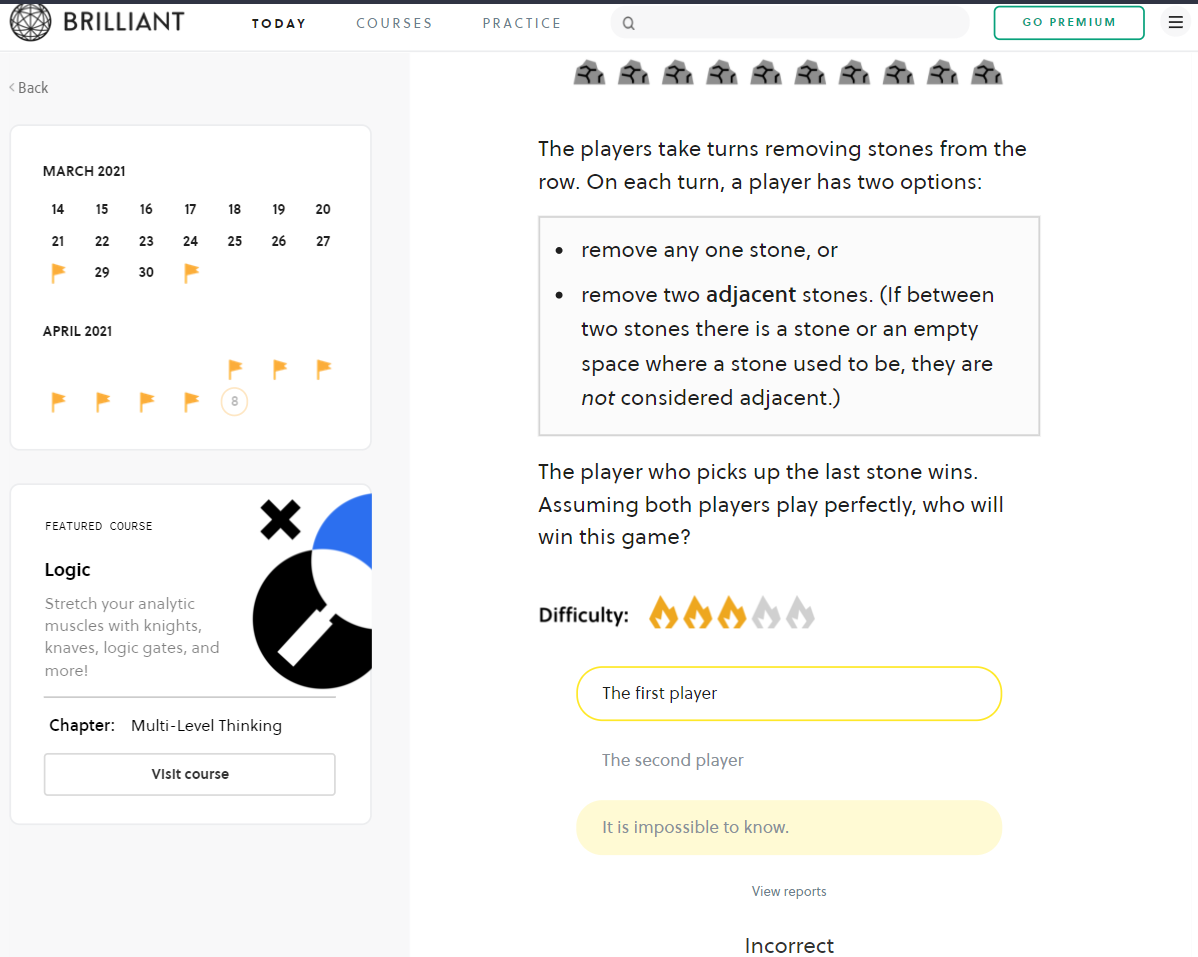 BRILLIANT
TODAY COURSES PRACTICE
GO PREMIUM
Back
MARCH 2021
14 15 16 17 18 19 20
21 22 23 24 25 26 27
29 30
APRIL 2021
8
FEATURED COURSE
Logic
Stretch your analytic
muscles with knights,
knaves, logic gates, and
more!
Chapter: Multi-Level Thinking
Visit course
The players take turns removing stones from the
row. On each turn, a player has two options:
• remove any one stone, or
• remove two adjacent stones. (If between
two stones there is a stone or an empty
space where a stone used to be, they are
not considered adjacent.)
The player who picks up the last stone wins.
Assuming both players play perfectly, who will
win this game?
Difficulty:
The first player
The second player
It is impossible to know.
View reports
Incorrect